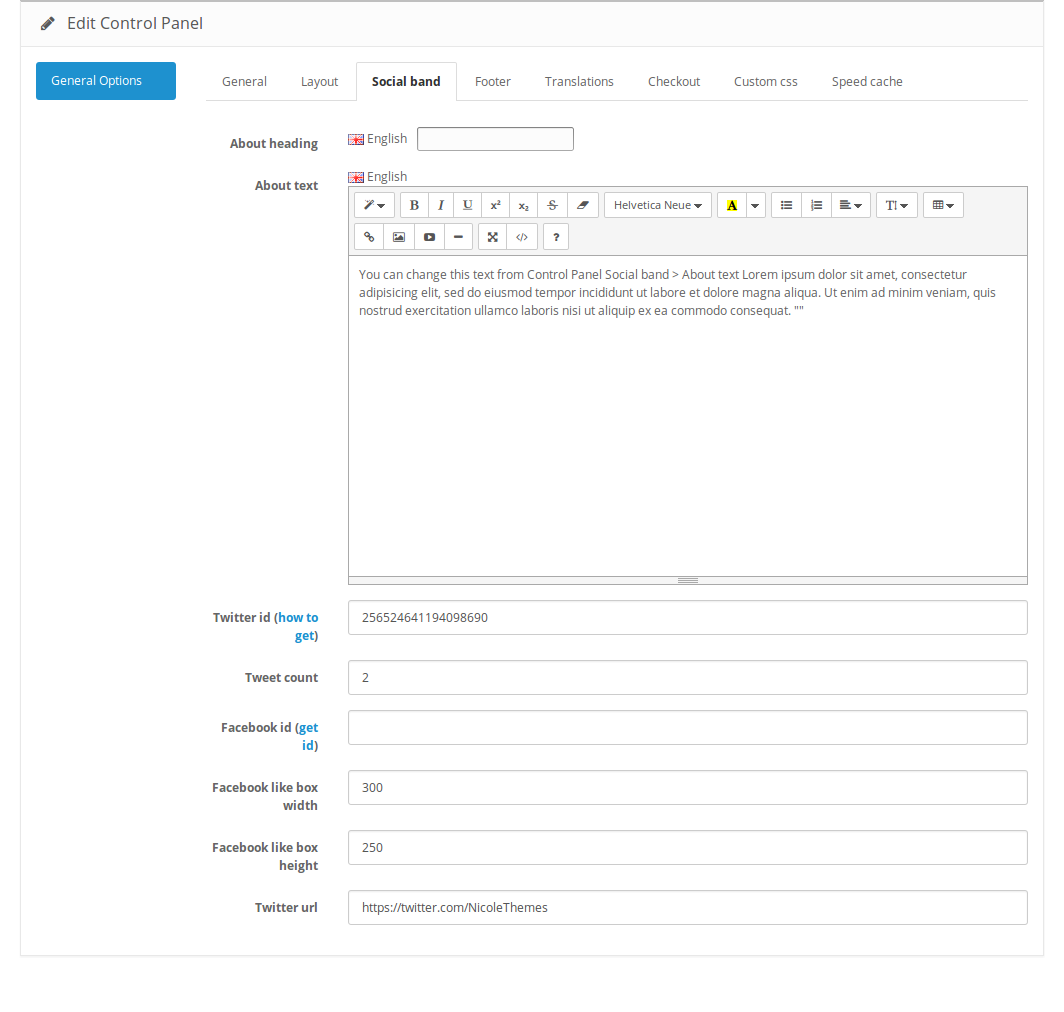 Edit Control Panel
General Options
General Layout Social band Footer Translations Checkout Custom css Speed cache
About heading English
About text English
B I U x² x₂ S Helvetica Neue A T!
</> ?
You can change this text from Control Panel Social band > About text Lorem ipsum dolor sit amet, consectetur
adipisicing elit, sed do eiusmod tempor incididunt ut labore et dolore magna aliqua. Ut enim ad minim veniam, quis
nostrud exercitation ullamco laboris nisi ut aliquip ex ea commodo consequat. ""
Twitter id (how to 256524641194098690
get)
Tweet count 2
Facebook id (get
id)
Facebook like box 300
width
Facebook like box 250
height
Twitter url https://twitter.com/NicoleThemes